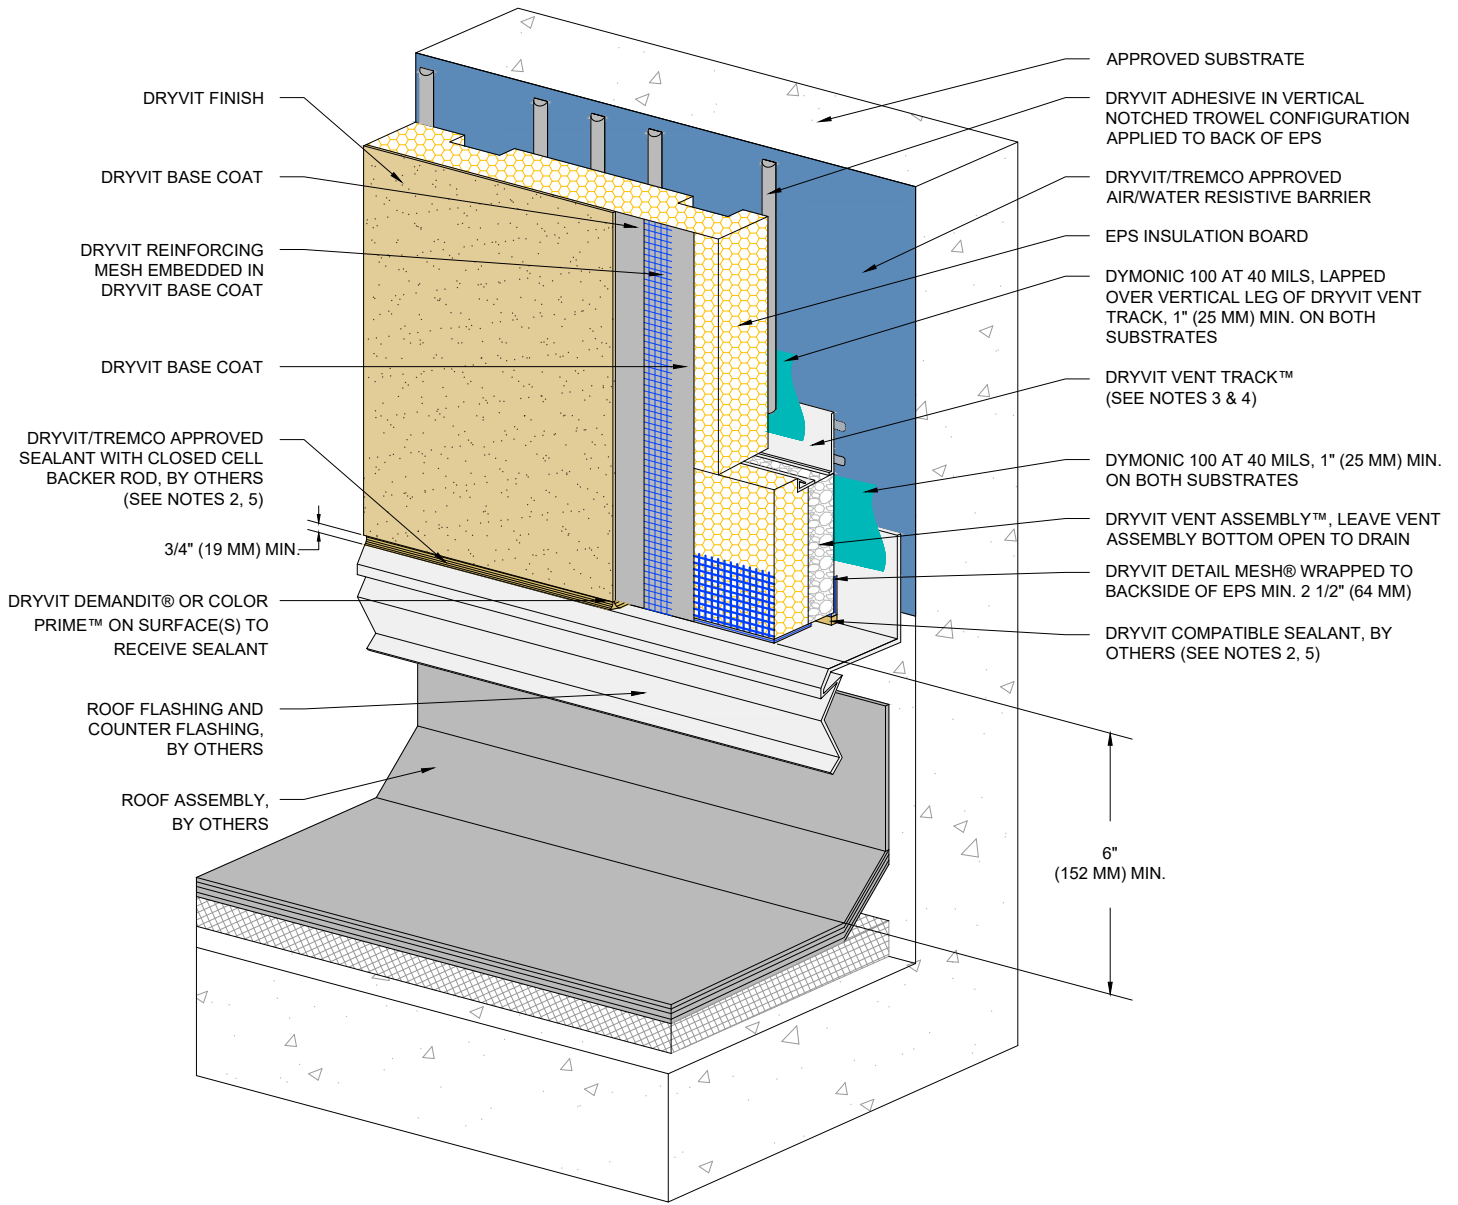 DRYVIT FINISH
DRYVIT BASE COAT
DRYVIT REINFORCING
MESH EMBEDDED IN
DRYVIT BASE COAT
DRYVIT BASE COAT
DRYVIT/TREMCO APPROVED
SEALANT WITH CLOSED CELL
BACKER ROD, BY OTHERS
(SEE NOTES 2, 5)
3/4" (19 MM) MIN.
DRYVIT DEMANDIT® OR COLOR
PRIME™ ON SURFACE(S) TO
RECEIVE SEALANT
ROOF FLASHING AND
COUNTER FLASHING,
BY OTHERS
ROOF ASSEMBLY,
BY OTHERS
APPROVED SUBSTRATE
DRYVIT ADHESIVE IN VERTICAL
NOTCHED TROWEL CONFIGURATION
APPLIED TO BACK OF EPS
DRYVIT/TREMCO APPROVED
AIR/WATER RESISTIVE BARRIER
EPS INSULATION BOARD
DYMONIC 100 AT 40 MILS, LAPPED
OVER VERTICAL LEG OF DRYVIT VENT
TRACK, 1" (25 MM) MIN. ON BOTH
SUBSTRATES
DRYVIT VENT TRACK™
(SEE NOTES 3 & 4)
DYMONIC 100 AT 40 MILS, 1" (25 MM) MIN.
ON BOTH SUBSTRATES
DRYVIT VENT ASSEMBLY™, LEAVE VENT
ASSEMBLY BOTTOM OPEN TO DRAIN
DRYVIT DETAIL MESH® WRAPPED TO
BACKSIDE OF EPS MIN. 2 1/2" (64 MM)
DRYVIT COMPATIBLE SEALANT, BY
OTHERS (SEE NOTES 2, 5)
6"
(152 MM) MIN.